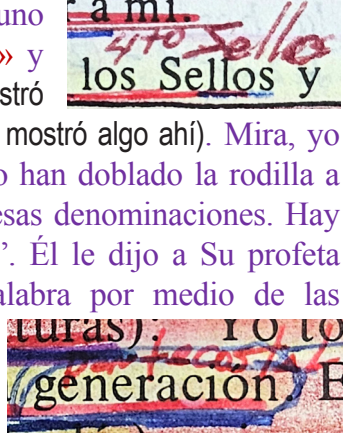 uno
» y
stró
a mí.
4to Sello
los Sellos y
mostró algo ahí). Mira, yo
o han doblado la rodilla a
esas denominaciones. Hay
”. Él le dijo a Su profeta
alabra por medio de las
turas). Yo to
generación. E